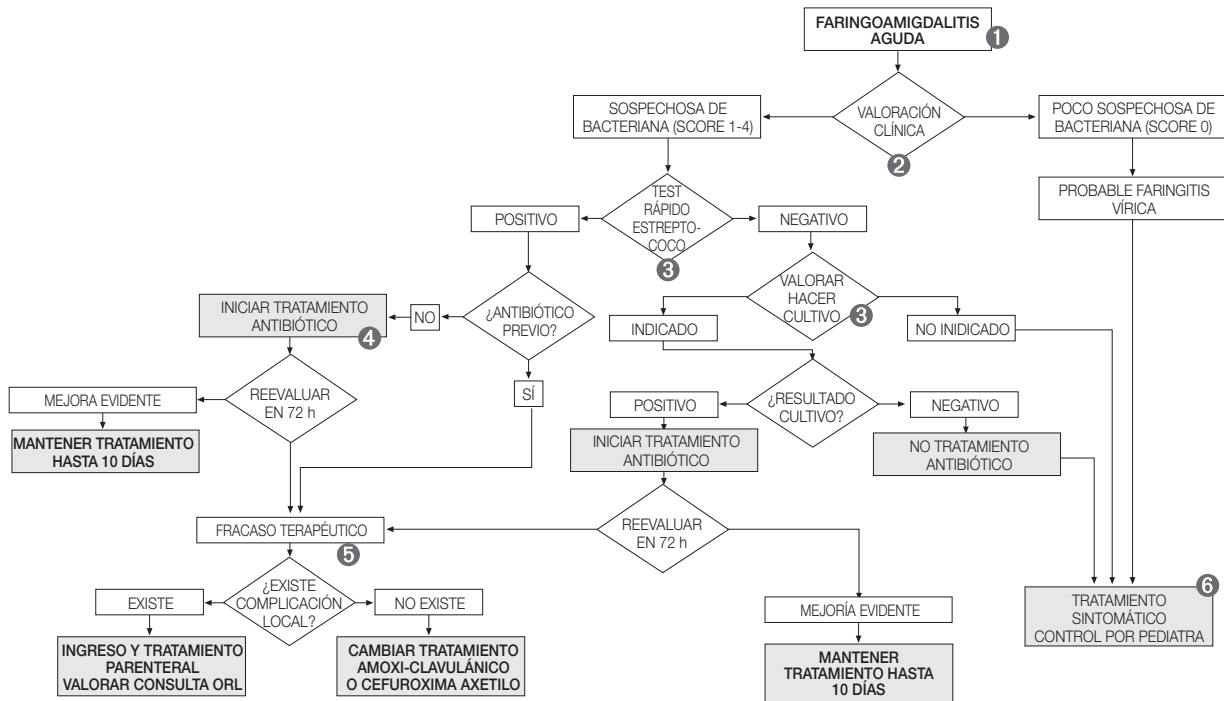 FARINGOAMIGDALITIS
AGUDA
1
SOSPECHOSA DE
BACTERIANA (SCORE 1-4)
VALORACIÓN
CLÍNICA
2
POCO SOSPECHOSA DE
BACTERIANA (SCORE 0)
PROBABLE FARINGITIS
VÍRICA
POSITIVO
TEST
RÁPIDO
ESTREPTO-
COCO
3
NEGATIVO
VALORAR
HACER
CULTIVO
3
INICIAR TRATAMIENTO
ANTIBIÓTICO
4
NO
¿ANTIBIÓTICO
PREVIO?
INDICADO
NO INIDICADO
SÍ
MEJORA EVIDENTE
REEVALUAR
EN 72 h
MANTENER TRATAMIENTO
HASTA 10 DÍAS
POSITIVO
¿RESULTADO
CULTIVO?
NEGATIVO
INICIAR TRATAMIENTO
ANTIBIÓTICO
NO TRATAMIENTO
ANTIBIÓTICO
FRACASO TERAPÉUTICO
5
REEVALUAR
EN 72 h
EXISTE
¿EXISTE
COMPLICACIÓN
LOCAL?
NO EXISTE
MEJORÍA EVIDENTE
6
TRATAMIENTO
SINTOMÁTICO
CONTROL POR PEDIATRA
INGRESO Y TRATAMIENTO
PARENTERAL
VALORAR CONSULTA ORL
CAMBIAR TRATAMIENTO
AMOXI-CLAVULÁNICO
O CEFUROXIMA AXETILO
MANTENER
TRATAMIENTO HASTA
10 DÍAS